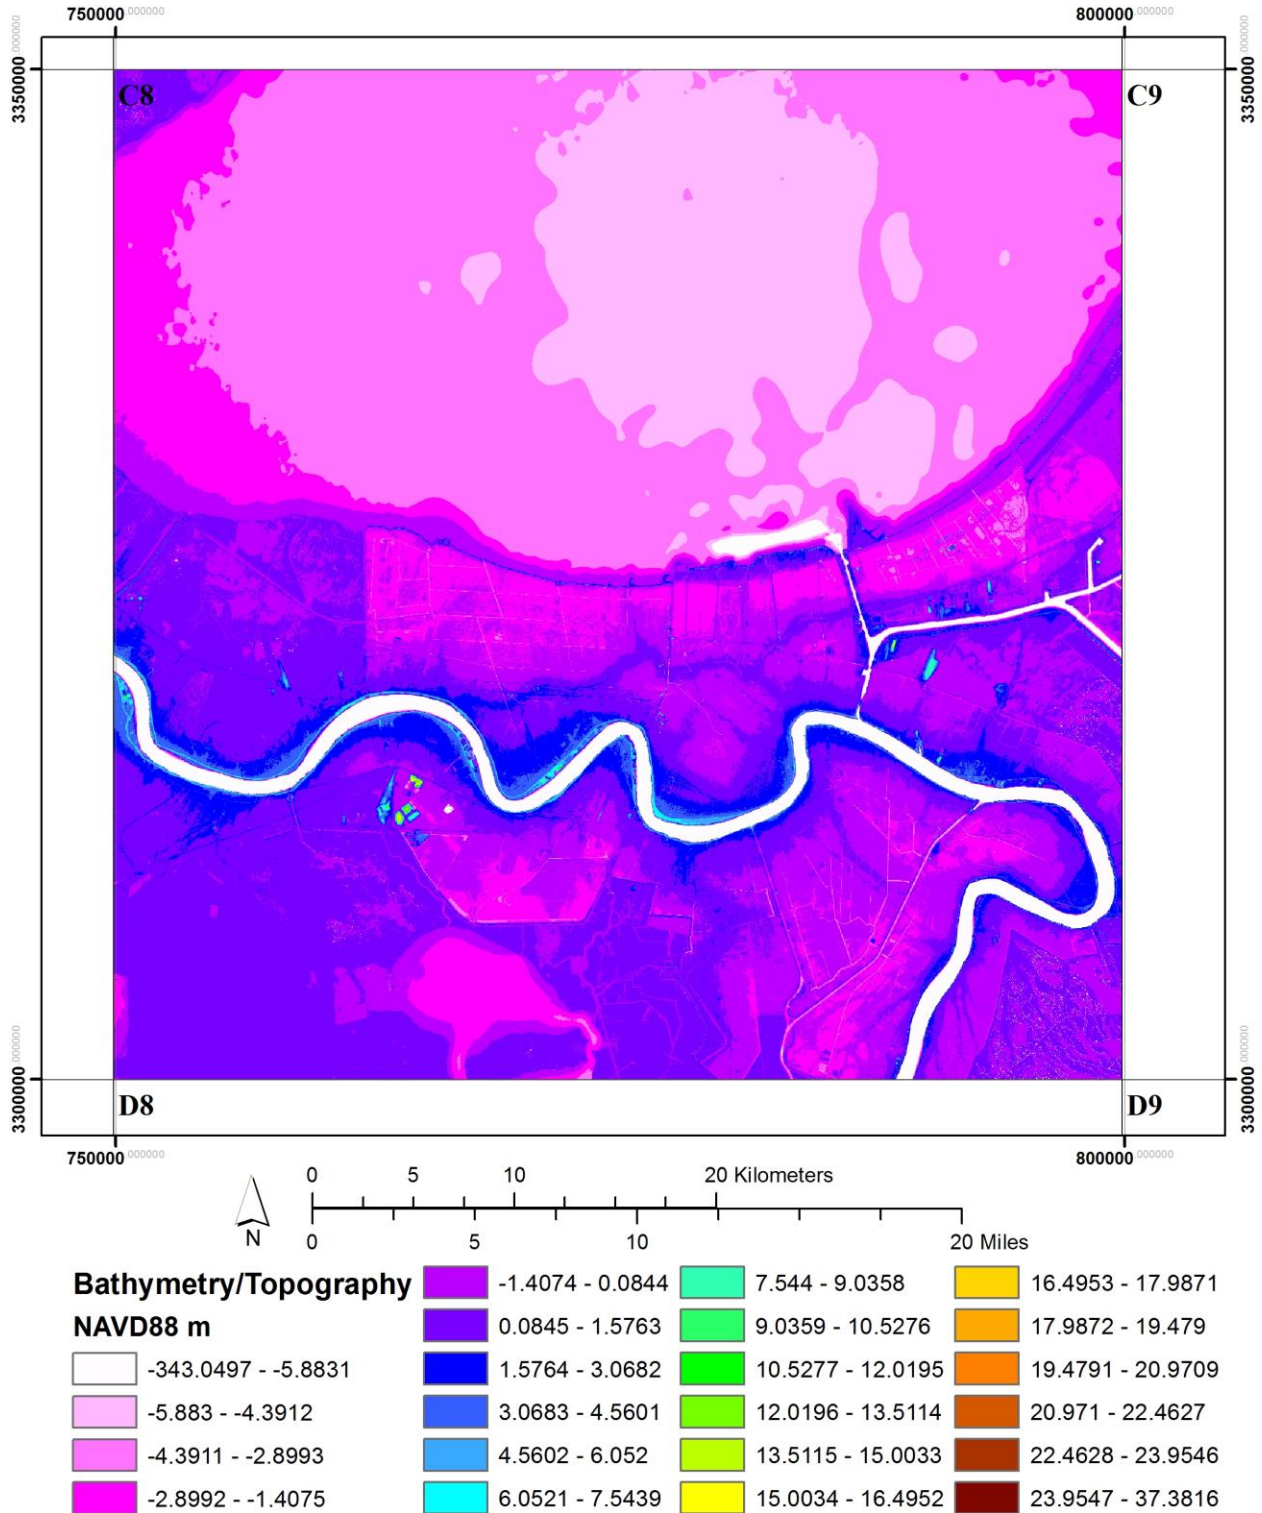 750000.000000 800000.000000
3350000.000000 3350000.000000
C8 C9
3300000.000000 3300000.000000
D8 D9
750000.000000 800000.000000
0 5 10 20 Kilometers
N
0 5 10 20 Miles
Bathymetry/Topography
NAVD88 m
-343.0497 - -5.8831
-5.883 - -4.3912
-4.3911 - -2.8993
-2.8992 - -1.4075
-1.4074 - 0.0844
0.0845 - 1.5763
1.5764 - 3.0682
3.0683 - 4.5601
4.5602 - 6.052
6.0521 - 7.5439
7.544 - 9.0358
9.0359 - 10.5276
10.5277 - 12.0195
12.0196 - 13.5114
13.5115 - 15.0033
15.0034 - 16.4952
16.4953 - 17.9871
17.9872 - 19.479
19.4791 - 20.9709
20.971 - 22.4627
22.4628 - 23.9546
23.9547 - 37.3816